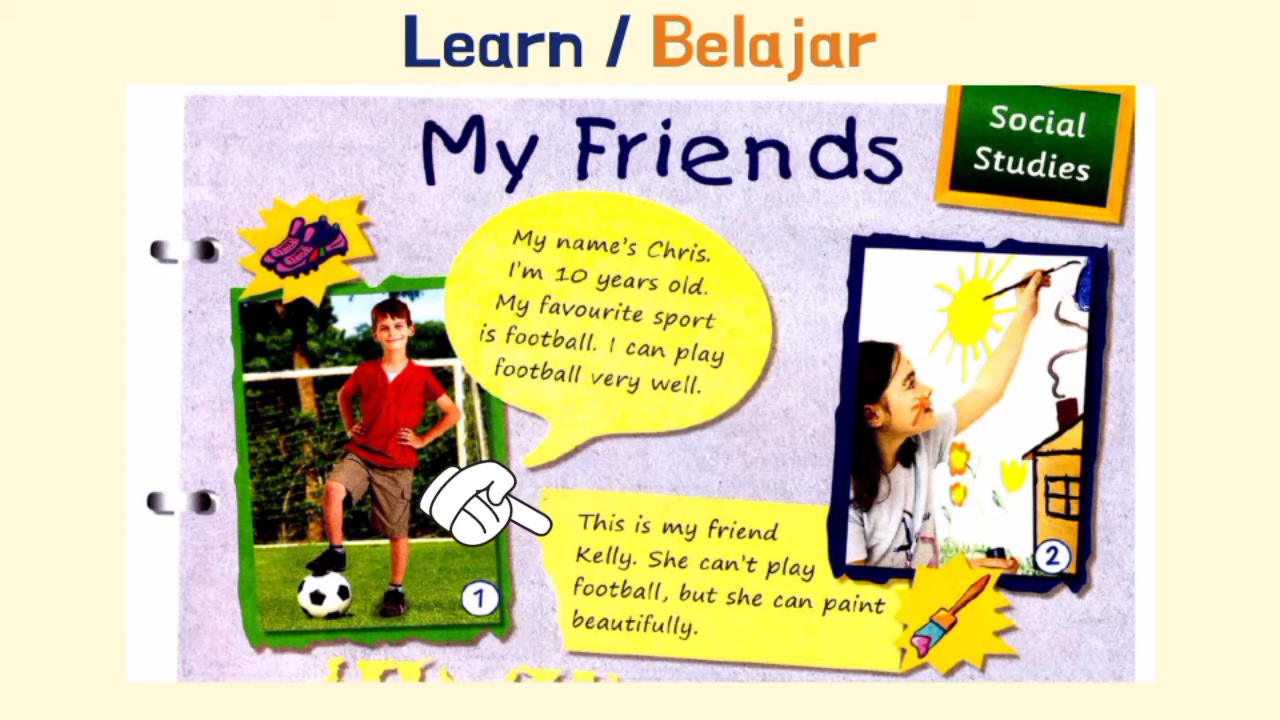 Learn / Belajar
My Friends
Social
Studies
My name's Chris.
I'm 10 years old.
My favourite sport
is football. I can play
football very well.
1
This is my friend
Kelly. She can't play
football, but she can paint
beautifully.
2